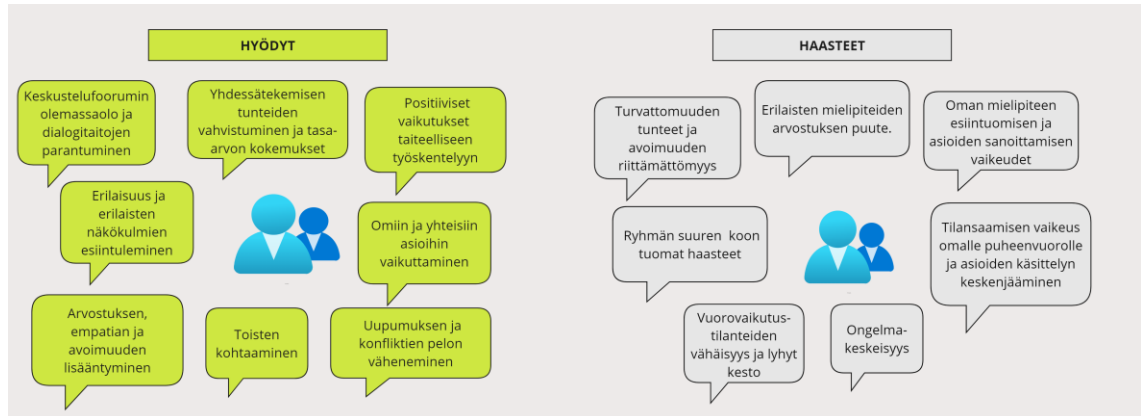 HYÖDYT
Keskustelufoorumin
olemassaolo ja
dialogitaitojen
parantuminen
Yhdessätekemisen
tunteiden
vahvistuminen ja tasa-
arvon kokemukset
Positiiviset
vaikutukset
taiteelliseen
työskentelyyn
Erilaisuus ja
erilaisten
näkökulmien
esiintuleminen
Omiin ja yhteisiin
asioihin
vaikuttaminen
Arvostuksen,
empatian ja
avoimuuden
lisääntyminen
Toisten
kohtaaminen
Uupumuksen ja
konfliktien pelon
väheneminen
HAASTEET
Turvattomuuden
tunteet ja
avoimuuden
riittämättömyys
Erilaisten mielipiteiden
arvostuksen puute.
Oman mielipiteen
esiintuomisen ja
asioiden sanoittamisen
vaikeudet
Ryhmän suuren koon
tuomat haasteet
Tilansaamisen vaikeus
omalle puheenvuorolle
ja asioiden käsittelyn
keskenjääminen
Vuorovaikutus-
tilanteiden
vähäisyys ja lyhyt
kesto
Ongelma-
keskeisyys